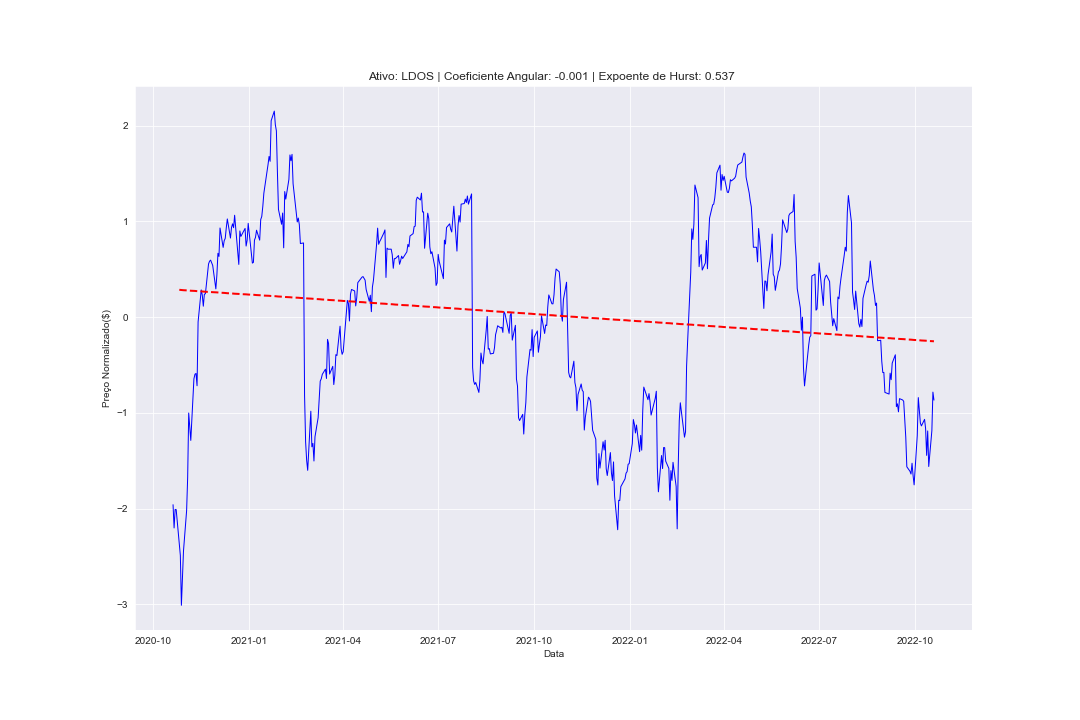 Ativo: LDOS | Coeficiente Angular: -0.001 | Expoente de Hurst: 0.537
Preço Normalizado($)
2
1
0
−1
−2
−3
2020-10 2021-01 2021-04 2021-07 2021-10 2022-01 2022-04 2022-07 2022-10
Data